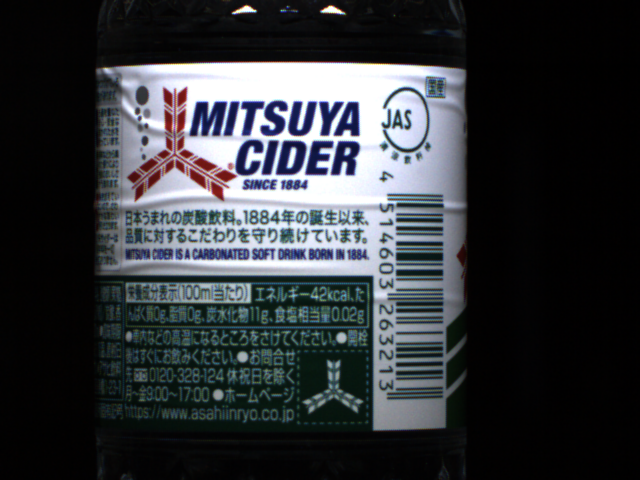 MITSUYA
CIDER
SINCE 1884
国産
JAS
日本うまれの炭酸飲料。1884年の誕生以来、
品質に対するこだわりを守り続けています。
MITSUYA CIDER IS A CARBONATED SOFT DRINK BORN IN 1884.
栄養成分表示(100ml当たり) エネルギー42kcal、た
んぱく質0g、脂質0g、炭水化物11g、食塩相当量0.02g
●車内などの高温になるところをさけてください。●開栓
後はすぐにお飲みください。●お問合せ
先 0120-328-124 休祝日を除く
月～金9:00～17:00 ●ホームページ
https://www.asahiinryo.co.jp
4 514603 263213